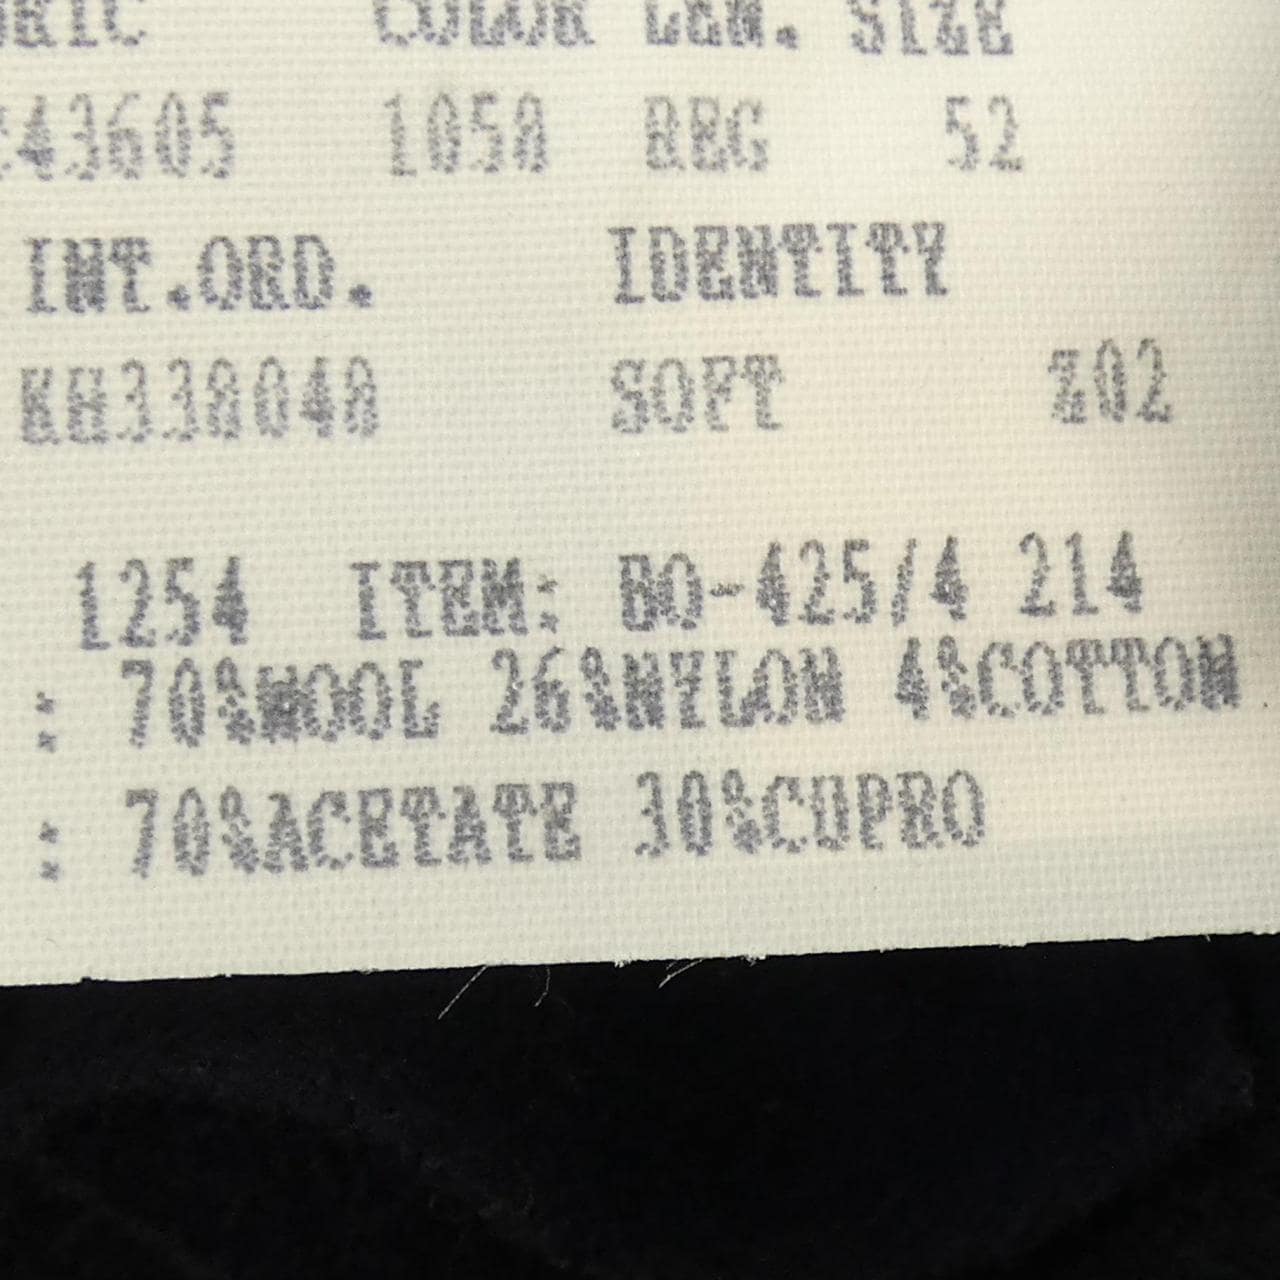 COLOR LEN. SIZE
43605 1050 REG 52
INT.ORD. IDENTITY
KH338048 SOFT Z02
1254 ITEM: BO-425/4 214
: 70%WOOL 26%NYLON 4%COTTON
: 70%ACETATE 30%CUPRO